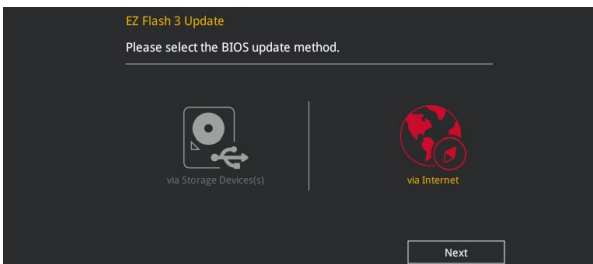 EZ Flash 3 Update
Please select the BIOS update method.
via Storage Devices(s)
via Internet
Next